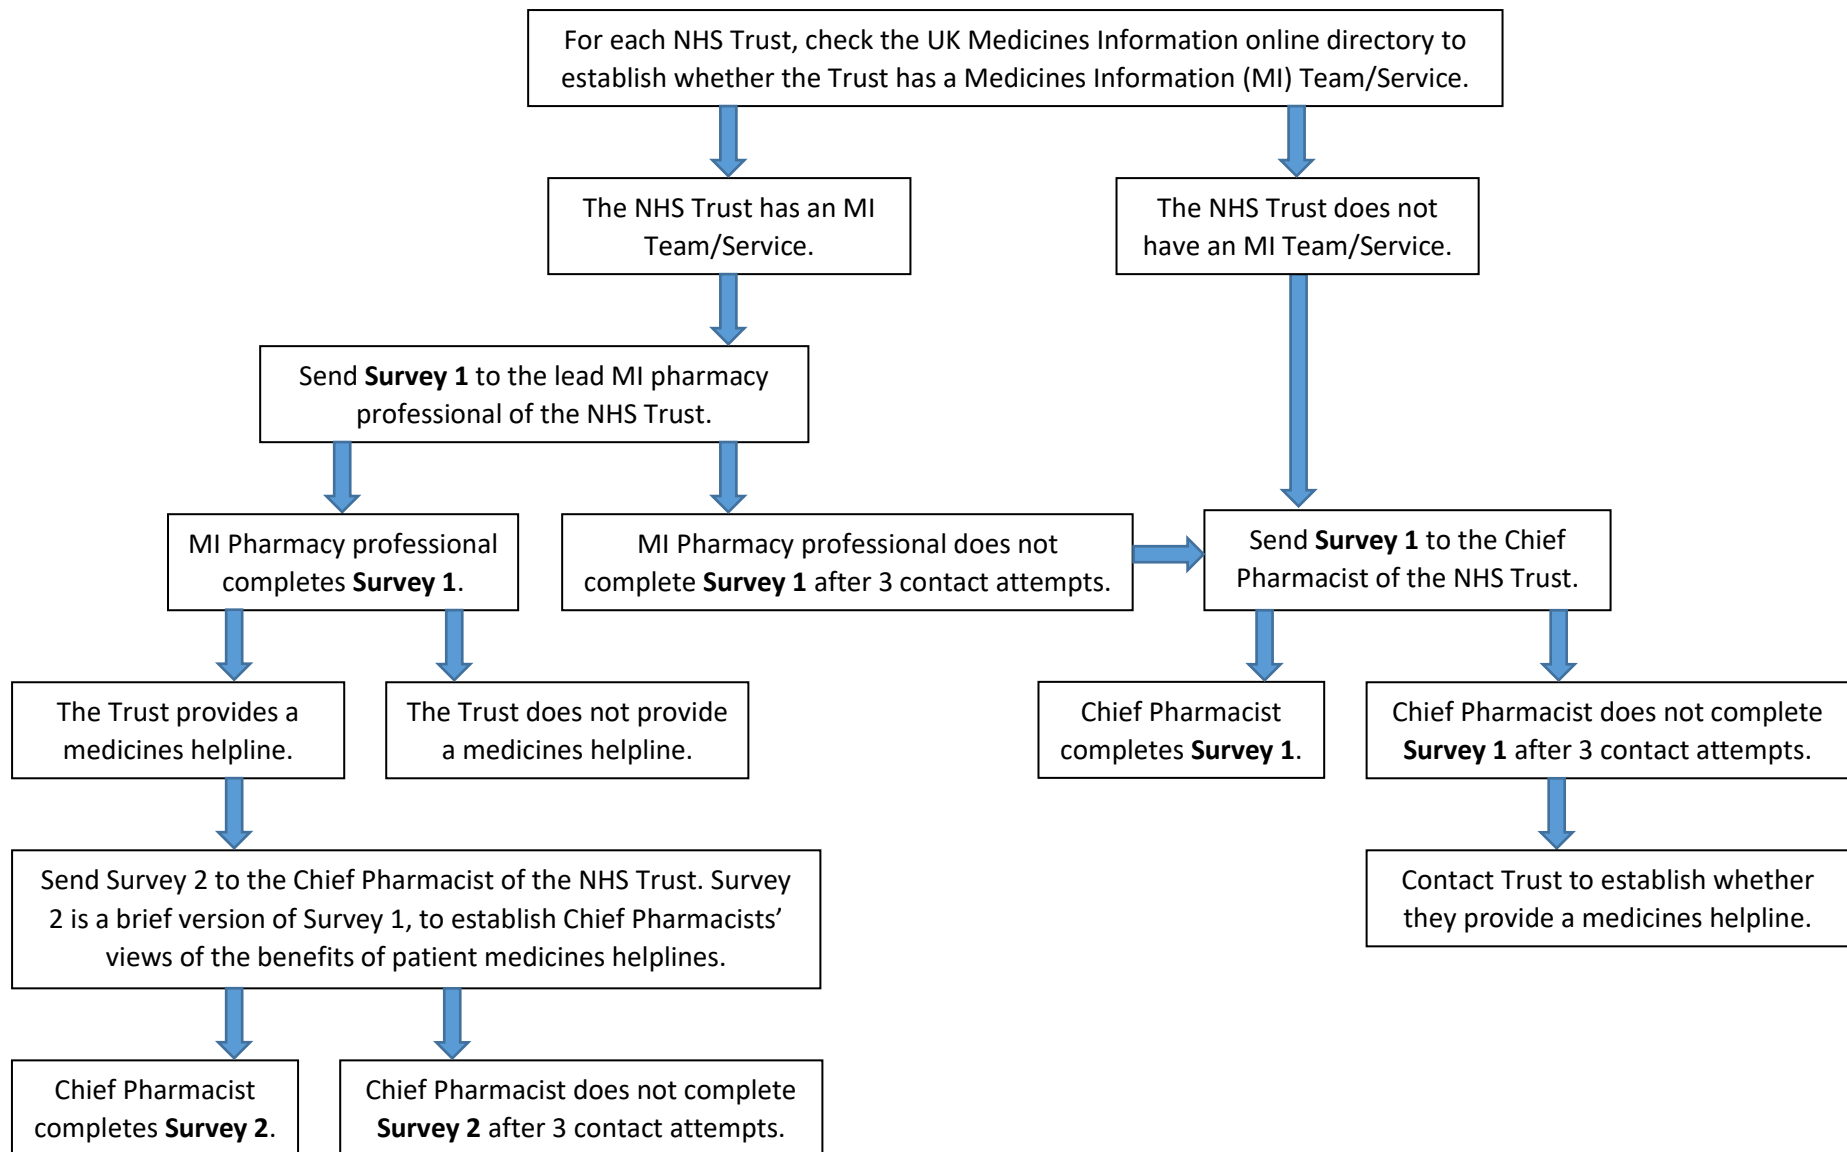 For each NHS Trust, check the UK Medicines Information online directory to
establish whether the Trust has a Medicines Information (MI) Team/Service.
The NHS Trust has an MI
Team/Service.
The NHS Trust does not
have an MI Team/Service.
Send Survey 1 to the lead MI pharmacy
professional of the NHS Trust.
MI Pharmacy professional
completes Survey 1.
MI Pharmacy professional does not
complete Survey 1 after 3 contact attempts.
Send Survey 1 to the Chief
Pharmacist of the NHS Trust.
The Trust provides a
medicines helpline.
The Trust does not provide
a medicines helpline.
Chief Pharmacist
completes Survey 1.
Chief Pharmacist does not complete
Survey 1 after 3 contact attempts.
Send Survey 2 to the Chief Pharmacist of the NHS Trust. Survey
2 is a brief version of Survey 1, to establish Chief Pharmacists’
views of the benefits of patient medicines helplines.
Contact Trust to establish whether
they provide a medicines helpline.
Chief Pharmacist
completes Survey 2.
Chief Pharmacist does not complete
Survey 2 after 3 contact attempts.